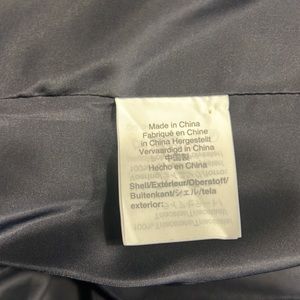 Made in China
Fabriqué en Chine
in China Hergestellt
Vervaardigd in China
中国製
Hecho en China
Shell/Extérieur/Oberstoff/
Buitenkant/シェル/tela
exterior: